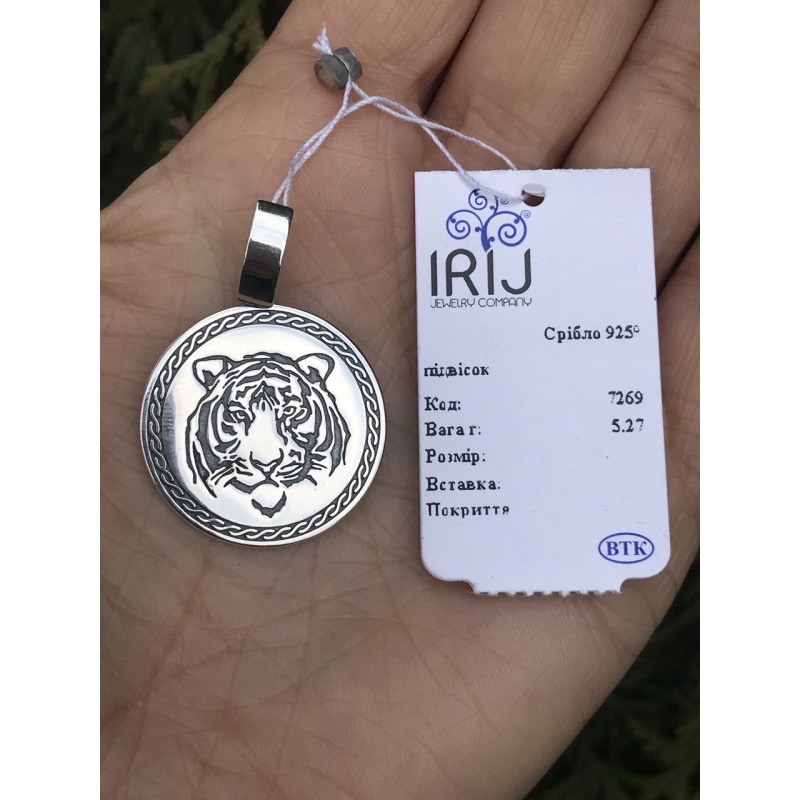 IRIJ
JEWELRY COMPANY
Срібло 925°
підвісок
Код: 7269
Вага г: 5.27
Розмір:
Вставка:
Покриття
ВТК